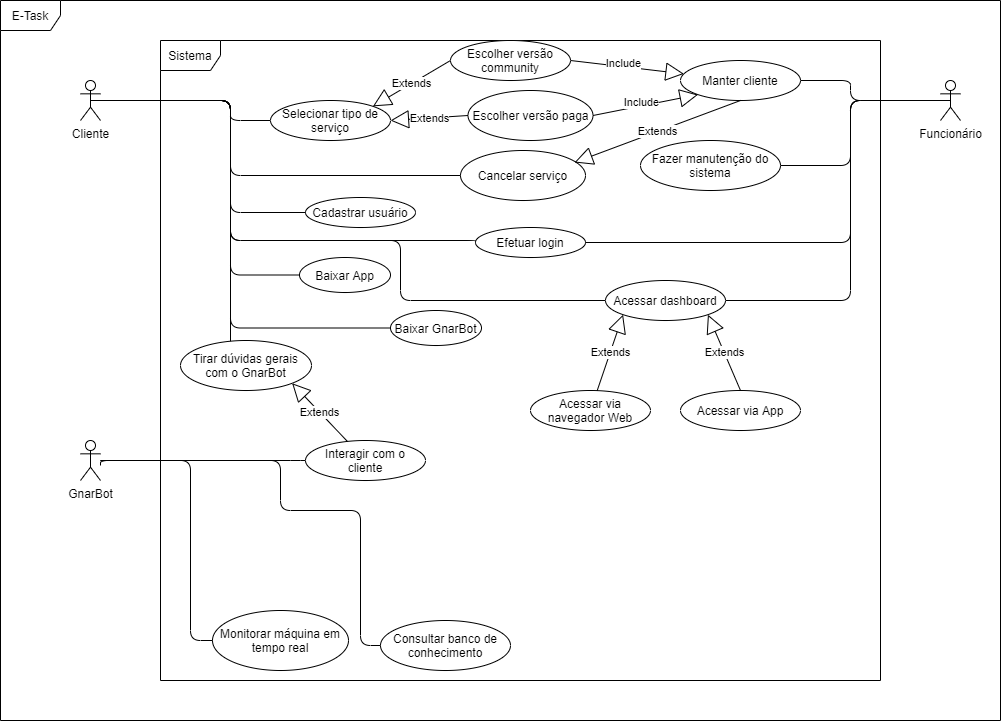 E-Task
Sistema
Escolher versão
community
Include
Manter cliente
Extends
Selecionar tipo de
serviço
Extends
Escolher versão paga
Include
Extends
Cliente
Funcionário
Fazer manutenção do
sistema
Cancelar serviço
Cadastrar usuário
Efetuar login
Baixar App
Acessar dashboard
Baixar GnarBot
Extends
Extends
Tirar dúvidas gerais
com o GnarBot
Extends
Acessar via
navegador Web
Acessar via App
Interagir com o
cliente
GnarBot
Monitorar máquina em
tempo real
Consultar banco de
conhecimento